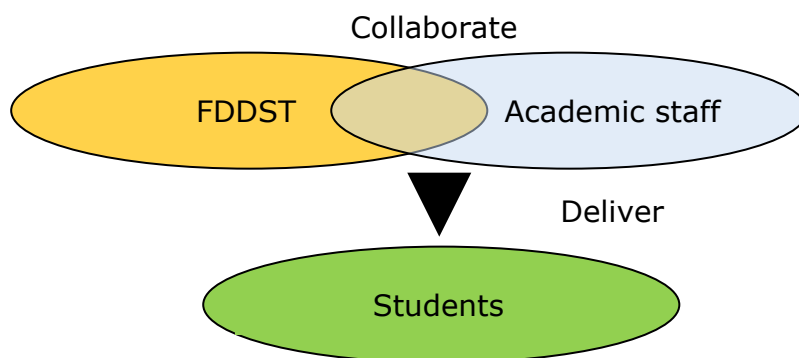 Collaborate
FDDST
Academic staff
Deliver
Students